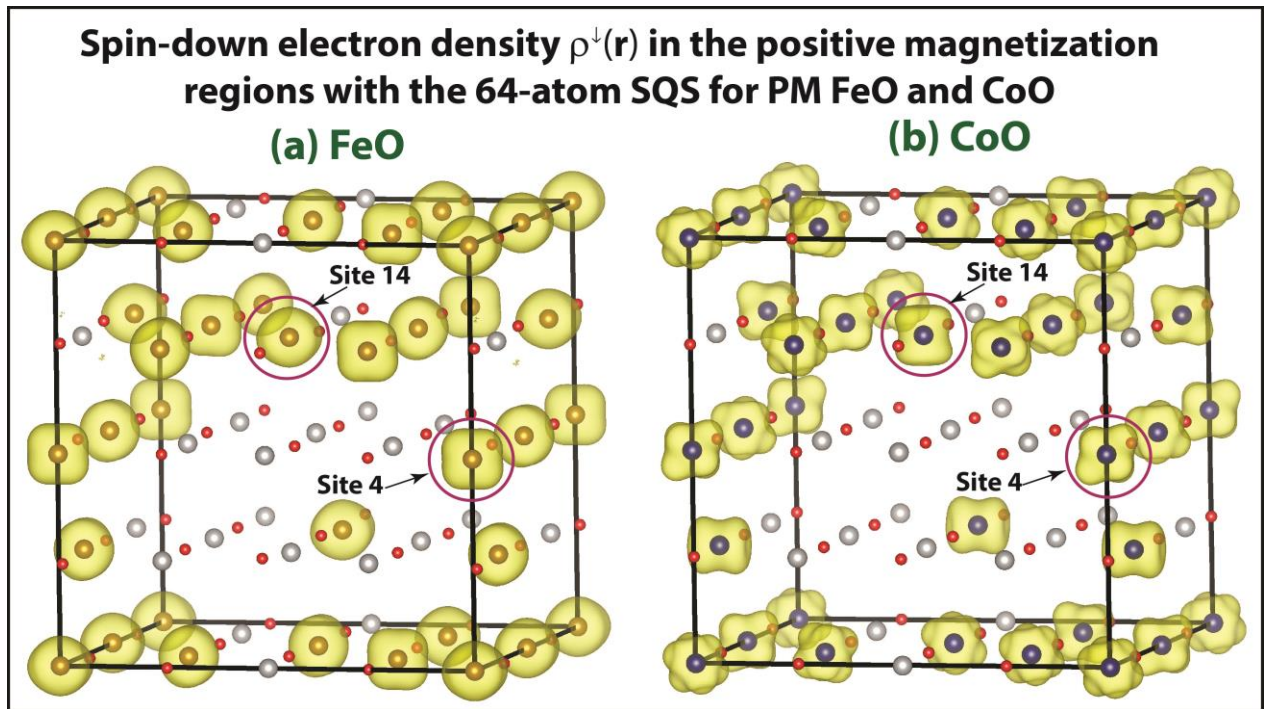 Spin-down electron density ρ↓(r) in the positive magnetization
regions with the 64-atom SQS for PM FeO and CoO
(a) FeO
(b) CoO
Site 14
Site 14
Site 4
Site 4